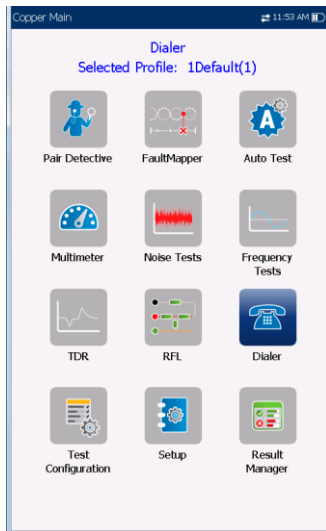 Copper Main
11:53 AM
Dialer
Selected Profile: 1Default(1)
Pair Detective
FaultMapper
A
Auto Test
Multimeter
Noise Tests
Frequency
Tests
TDR
RFL
Dialer
Test
Configuration
Setup
Result
Manager